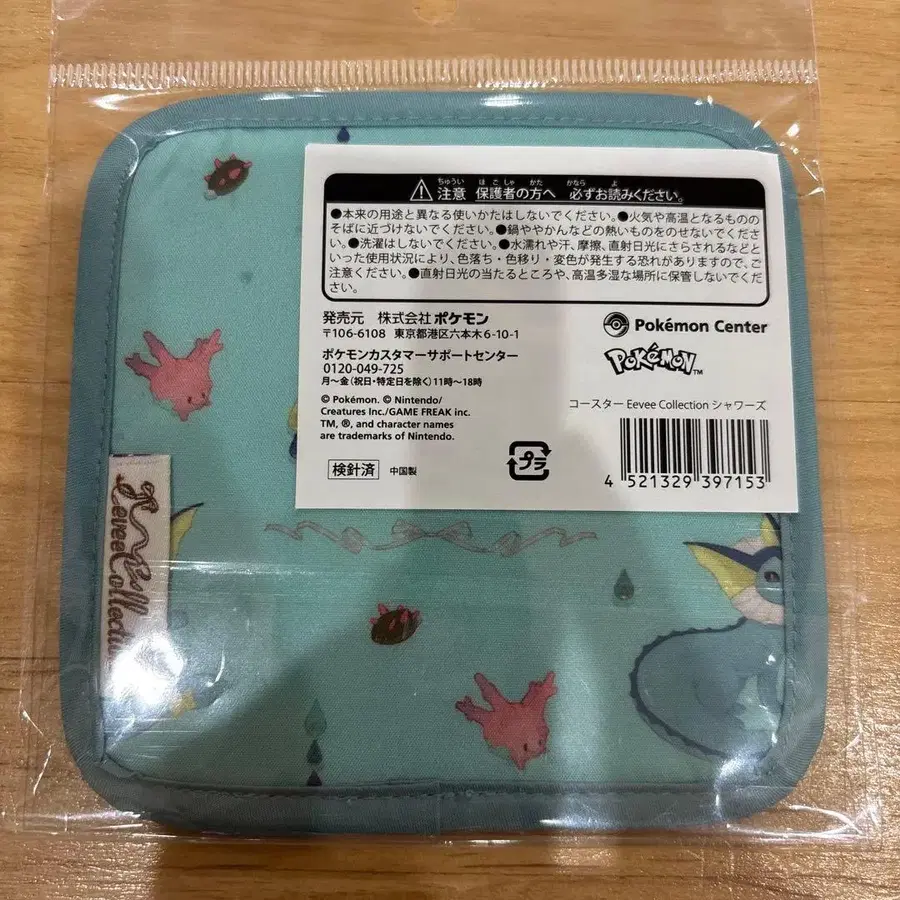 ⚠注意 保護者の方へ 必ずお読みください。
●本来の用途と異なる使いかたはしないでください。●火気や高温となるものの
そばに近づけないでください。●鍋ややかんなどの熱いものをのせないでくださ
い。●洗濯はしないでください。●水濡れや汗、摩擦、直射日光にさらされるなどと
いった使用状況により、色落ち・色移り・変色が発生する恐れがありますので、ご
注意ください。●直射日光の当たるところや、高温多湿な場所に保管しないでくだ
さい。
発売元 株式会社ポケモン
〒106-6108 東京都港区六本木6-10-1
ポケモンカスタマーサポートセンター
0120-049-725
月～金（祝日・特定日を除く）11時～18時
© Pokémon. © Nintendo/
Creatures Inc./GAME FREAK inc.
TM, ®, and character names
are trademarks of Nintendo.
検針済 中国製
プラ
Pokémon Center
POKéMON™
コースター Eevee Collection シャワーズ
4 521329 397153
Eevee Collection